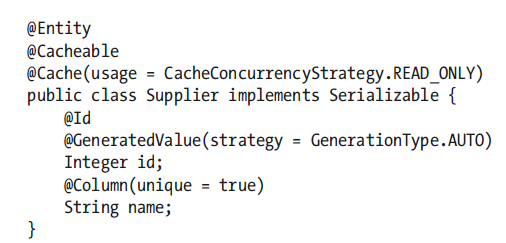 @Entity
@Cacheable
@Cache(usage = CacheConcurrencyStrategy.READ_ONLY)
public class Supplier implements Serializable {
    @Id
    @GeneratedValue(strategy = GenerationType.AUTO)
    Integer id;
    @Column(unique = true)
    String name;
}